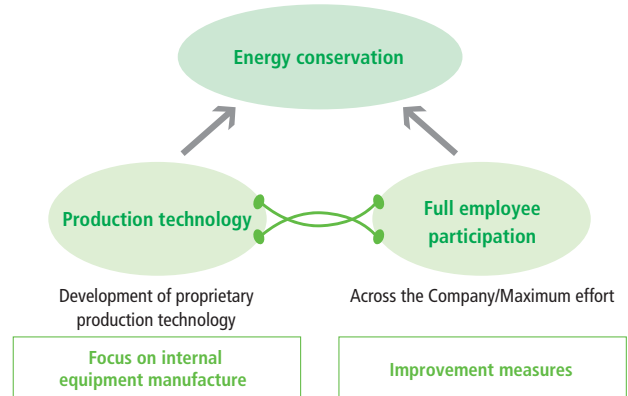 Energy conservation
Production technology
Full employee
participation
Development of proprietary
production technology
Across the Company/Maximum effort
Focus on internal
equipment manufacture
Improvement measures